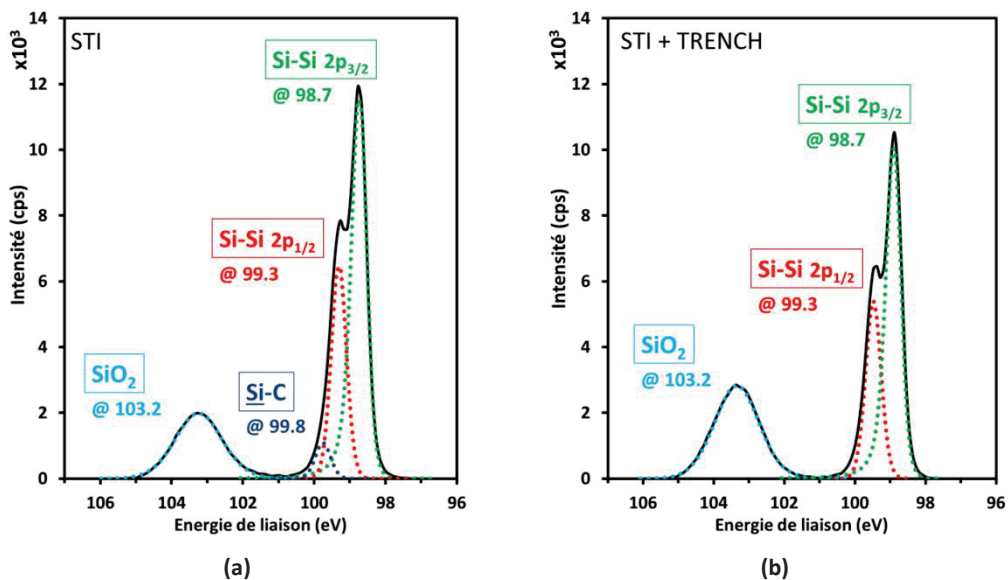 STI
x10³
14
12
10
8
6
4
2
0
Intensité (cps)
Si-Si 2p3/2
@ 98.7
Si-Si 2p1/2
@ 99.3
SiO2
@ 103.2
Si-C
@ 99.8
106 104 102 100 98 96
Energie de liaison (eV)
(a)
STI + TRENCH
x10³
14
12
10
8
6
4
2
0
Intensité (cps)
Si-Si 2p3/2
@ 98.7
Si-Si 2p1/2
@ 99.3
SiO2
@ 103.2
106 104 102 100 98 96
Energie de liaison (eV)
(b)